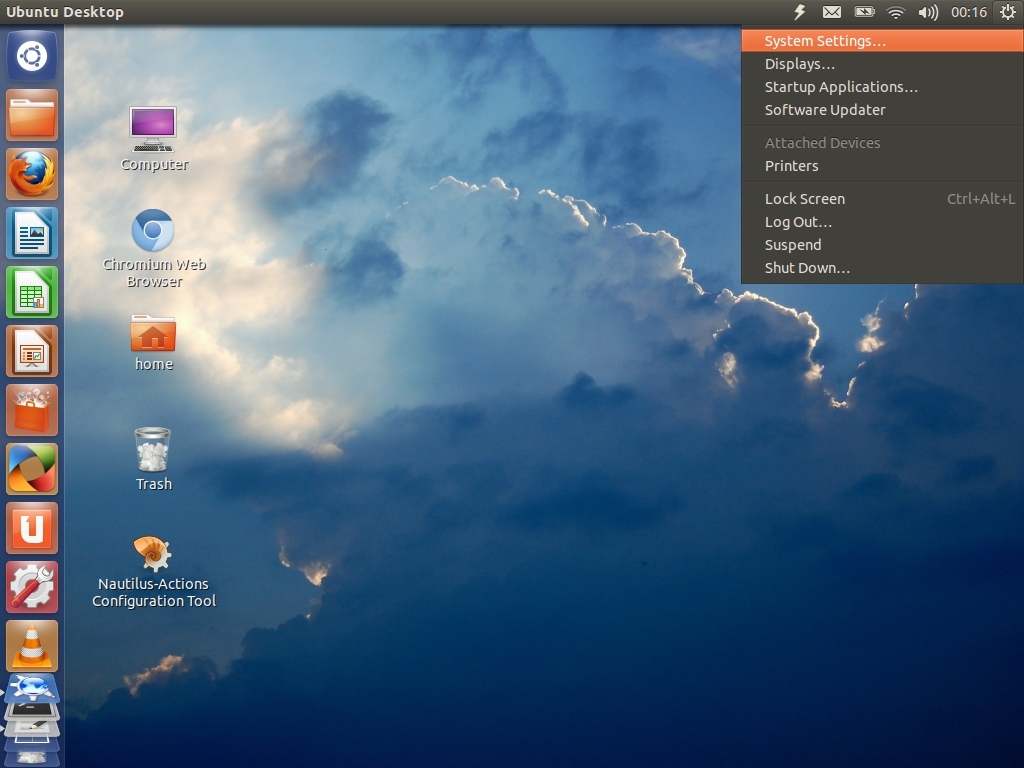 Ubuntu Desktop
00:16
System Settings…
Displays…
Startup Applications…
Software Updater
Attached Devices
Printers
Lock Screen Ctrl+Alt+L
Log Out…
Suspend
Shut Down…
Computer
Chromium Web
Browser
home
Trash
Nautilus-Actions
Configuration Tool